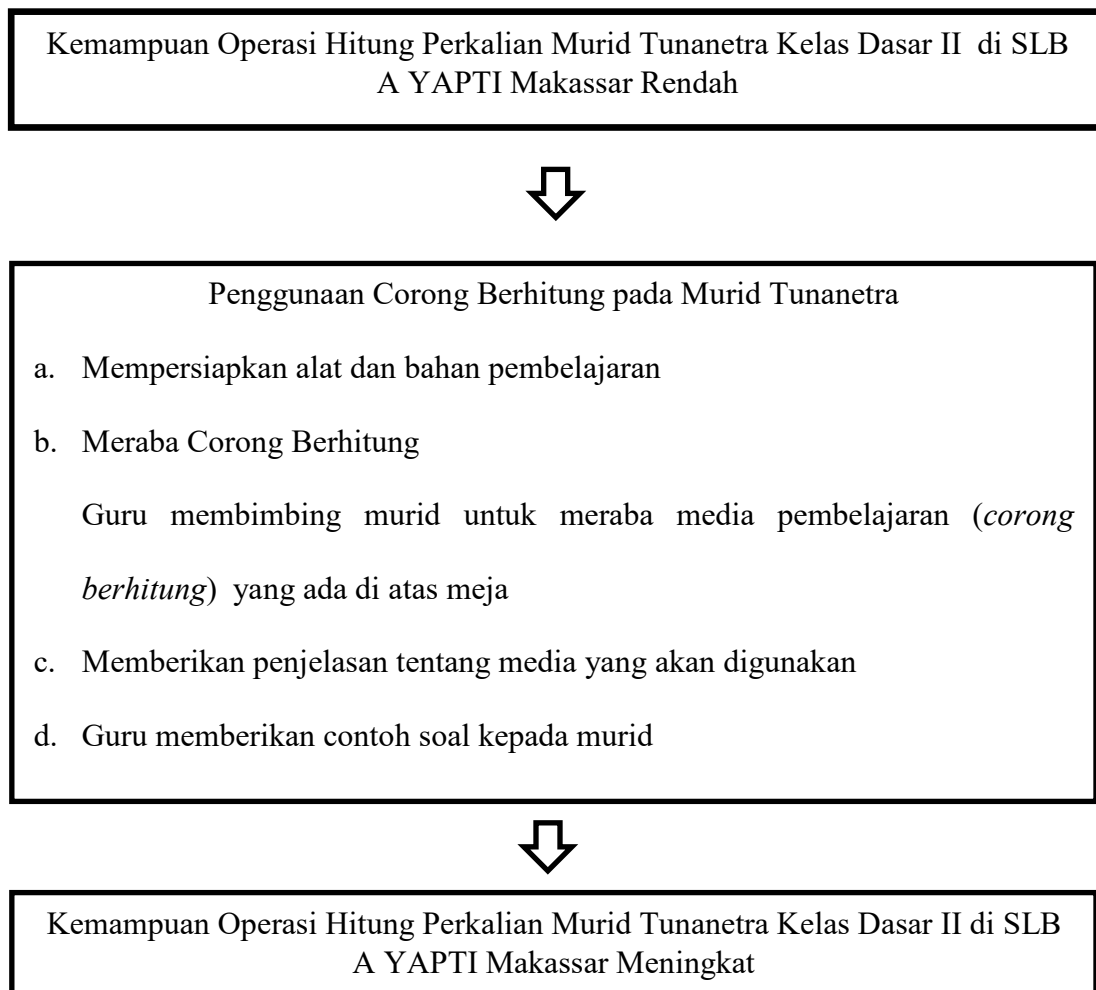 Kemampuan Operasi Hitung Perkalian Murid Tunanetra Kelas Dasar II di SLB
A YAPTI Makassar Rendah
Penggunaan Corong Berhitung pada Murid Tunanetra
a. Mempersiapkan alat dan bahan pembelajaran
b. Meraba Corong Berhitung
Guru membimbing murid untuk meraba media pembelajaran (corong
berhitung) yang ada di atas meja
c. Memberikan penjelasan tentang media yang akan digunakan
d. Guru memberikan contoh soal kepada murid
Kemampuan Operasi Hitung Perkalian Murid Tunanetra Kelas Dasar II di SLB
A YAPTI Makassar Meningkat